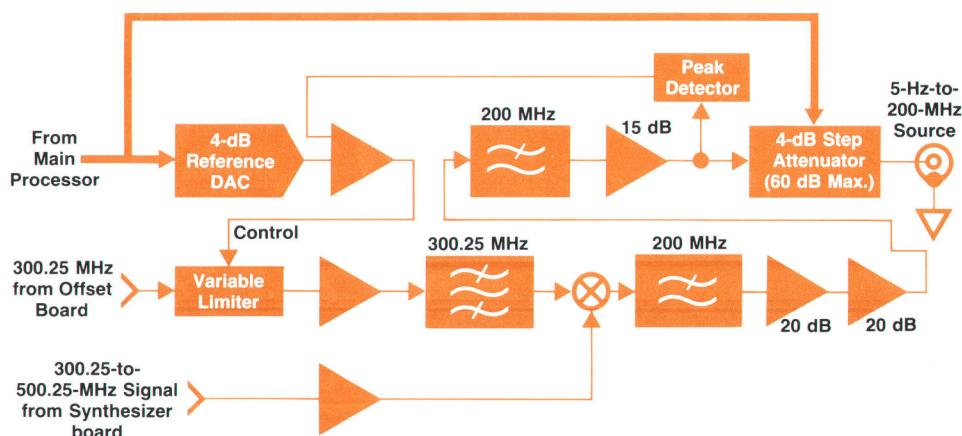 From
Main
Processor
4-dB
Reference
DAC
200 MHz
15 dB
Peak
Detector
4-dB Step
Attenuator
(60 dB Max.)
5-Hz-to-
200-MHz
Source
Control
300.25 MHz
from Offset
Board
Variable
Limiter
300.25 MHz
200 MHz
20 dB
20 dB
300.25-to-
500.25-MHz Signal
from Synthesizer
board